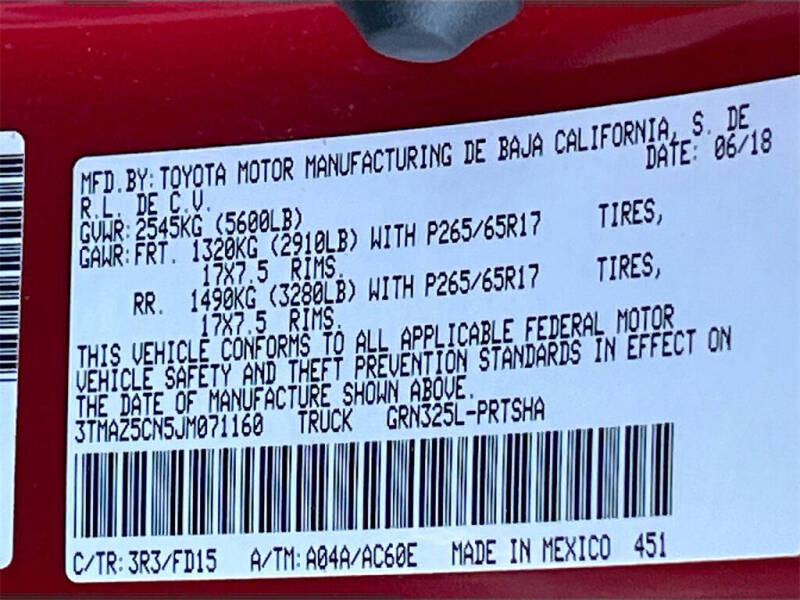 MFD.BY: TOYOTA MOTOR MANUFACTURING DE BAJA CALIFORNIA, S. DE
R.L. DE C.V. DATE: 06/18
GVWR: 2545KG (5600LB)
GAWR: FRT. 1320KG (2910LB) WITH P265/65R17 TIRES,
17X7.5 RIMS.
RR. 1490KG (3280LB) WITH P265/65R17 TIRES,
17X7.5 RIMS.
THIS VEHICLE CONFORMS TO ALL APPLICABLE FEDERAL MOTOR
VEHICLE SAFETY AND THEFT PREVENTION STANDARDS IN EFFECT ON
THE DATE OF MANUFACTURE SHOWN ABOVE.
3TMAZ5CN5JM071160 TRUCK GRN325L-PRTSHA
C/TR: 3R3/FD15 A/TM: A04A/AC60E MADE IN MEXICO 451